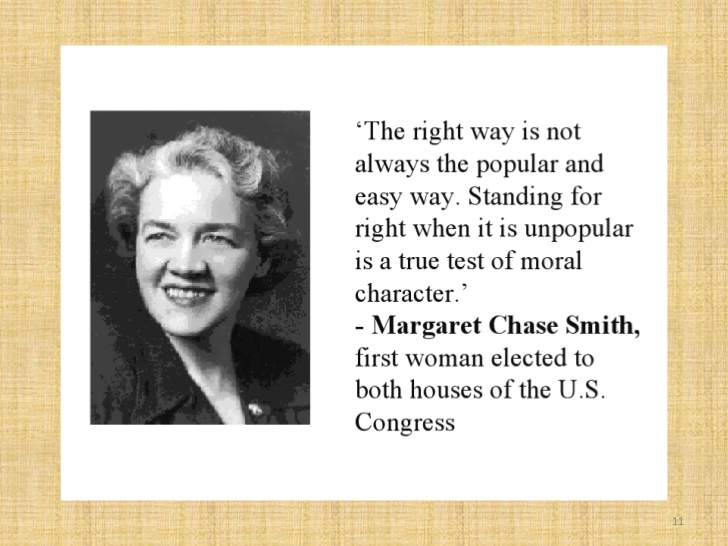 ‘The right way is not
always the popular and
easy way. Standing for
right when it is unpopular
is a true test of moral
character.’
- Margaret Chase Smith,
first woman elected to
both houses of the U.S.
Congress
11